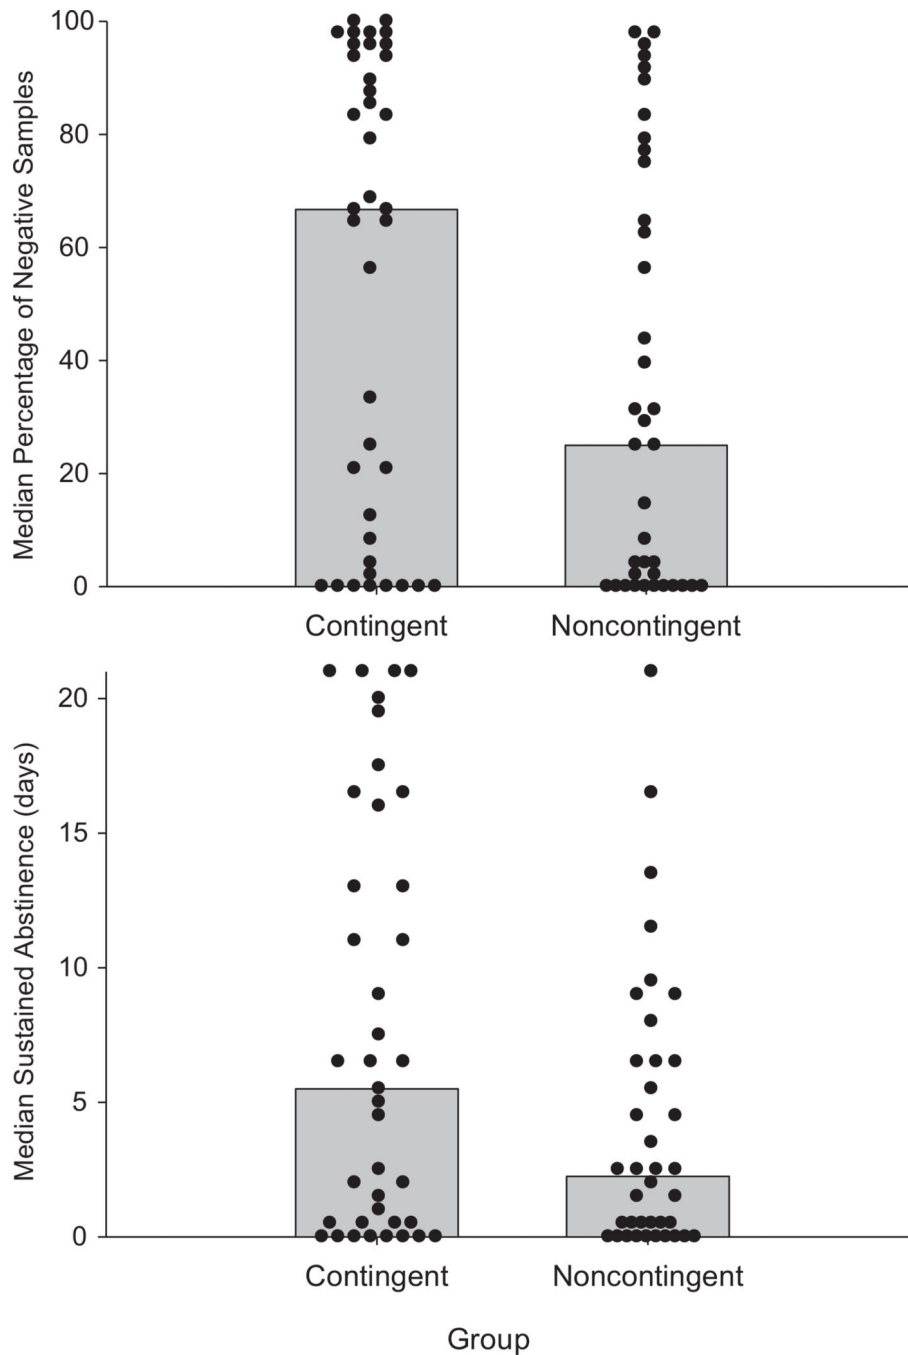 Median Percentage of Negative Samples
100
80
60
40
20
0
Contingent Noncontingent
Median Sustained Abstinence (days)
20
15
10
5
0
Contingent Noncontingent
Group